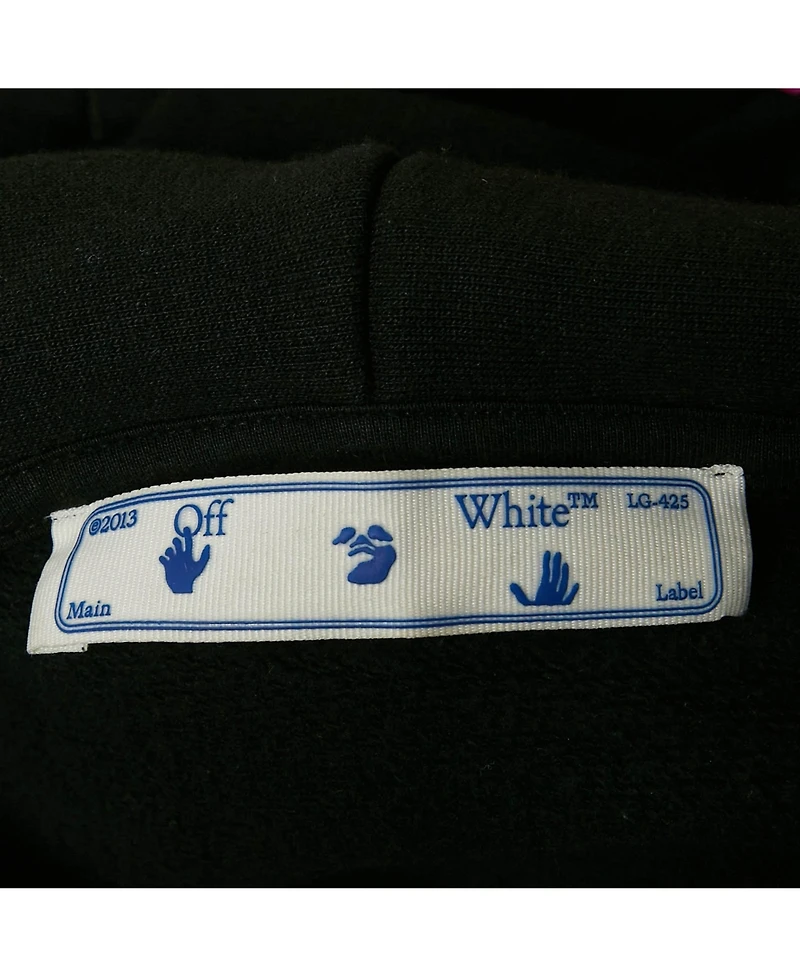 ©2013 Off White™ LG-425
Main Label